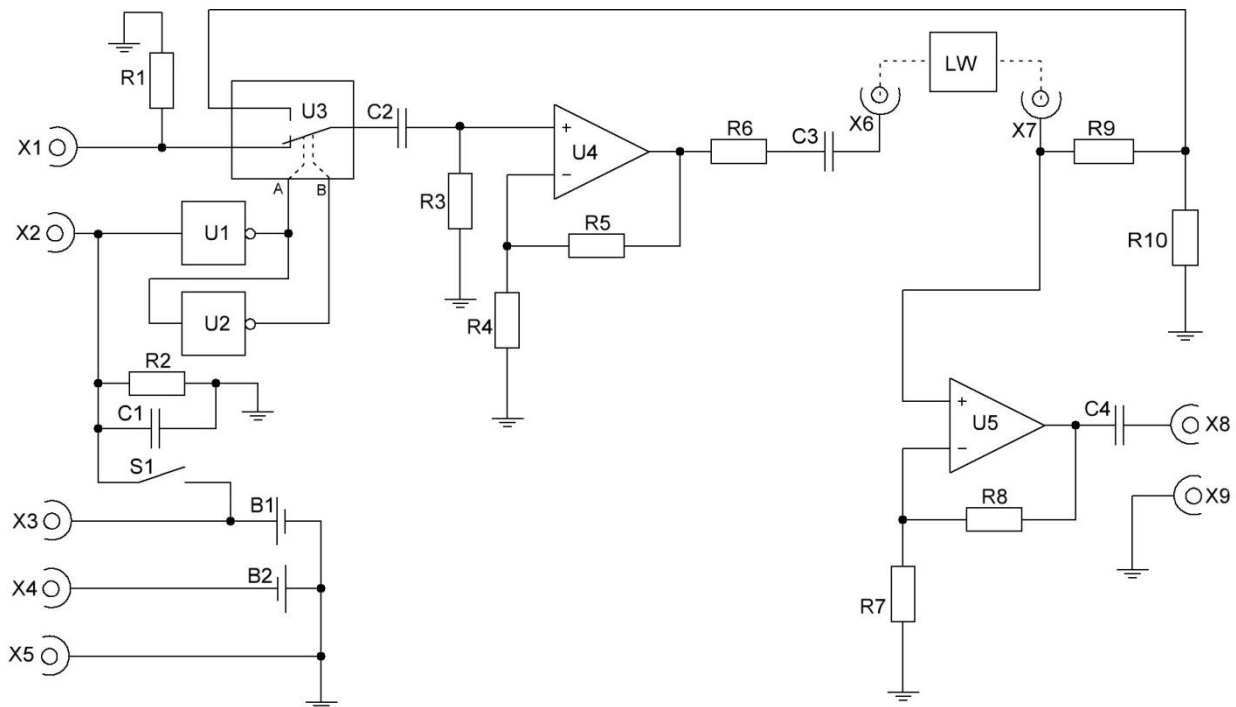 R1
U3
C2
LW
X6
X7
R6
C3
R9
X1
A
B
+
U4
−
R3
X2
U1
R5
R10
U2
R4
R2
C1
S1
+
U5
−
C4
X8
X3
B1
R8
X9
X4
B2
R7
X5